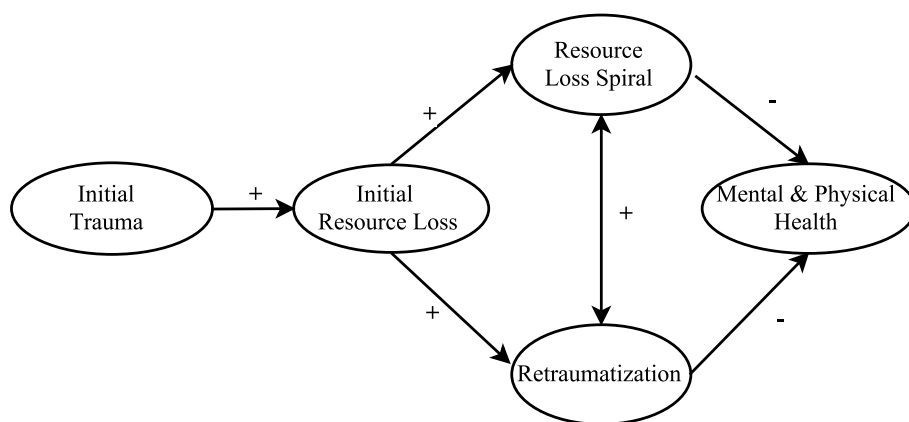 Resource
Loss Spiral
+
-
Initial
Trauma
+
Initial
Resource Loss
+
Mental & Physical
Health
+
-
Retraumatization